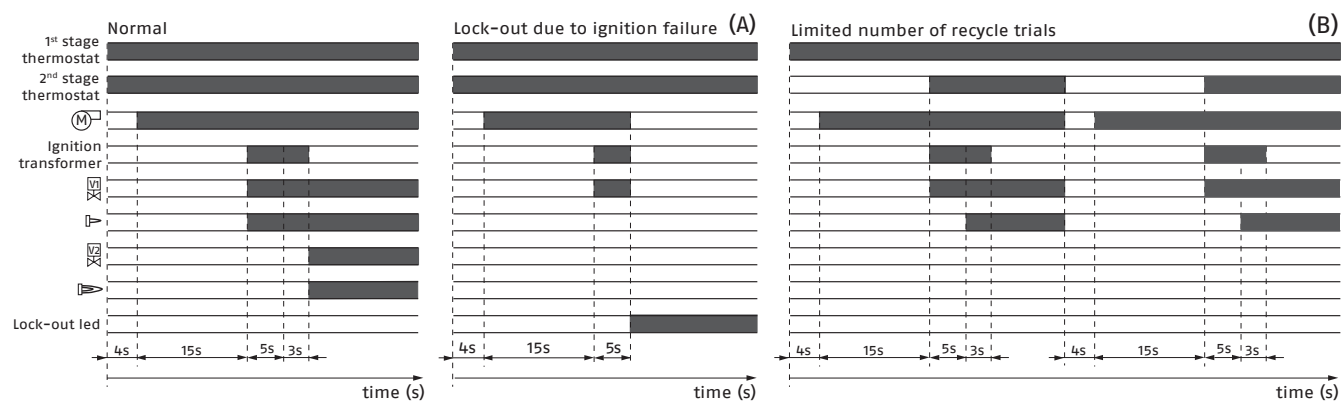 Normal
Lock-out due to ignition failure (A)
Limited number of recycle trials (B)
1st stage
thermostat
2nd stage
thermostat
M
Ignition
transformer
V1
V2
Lock-out led
4s 15s 5s 3s
4s 15s 5s
4s 15s 5s 3s 4s 15s 5s 3s
time (s)
time (s)
time (s)